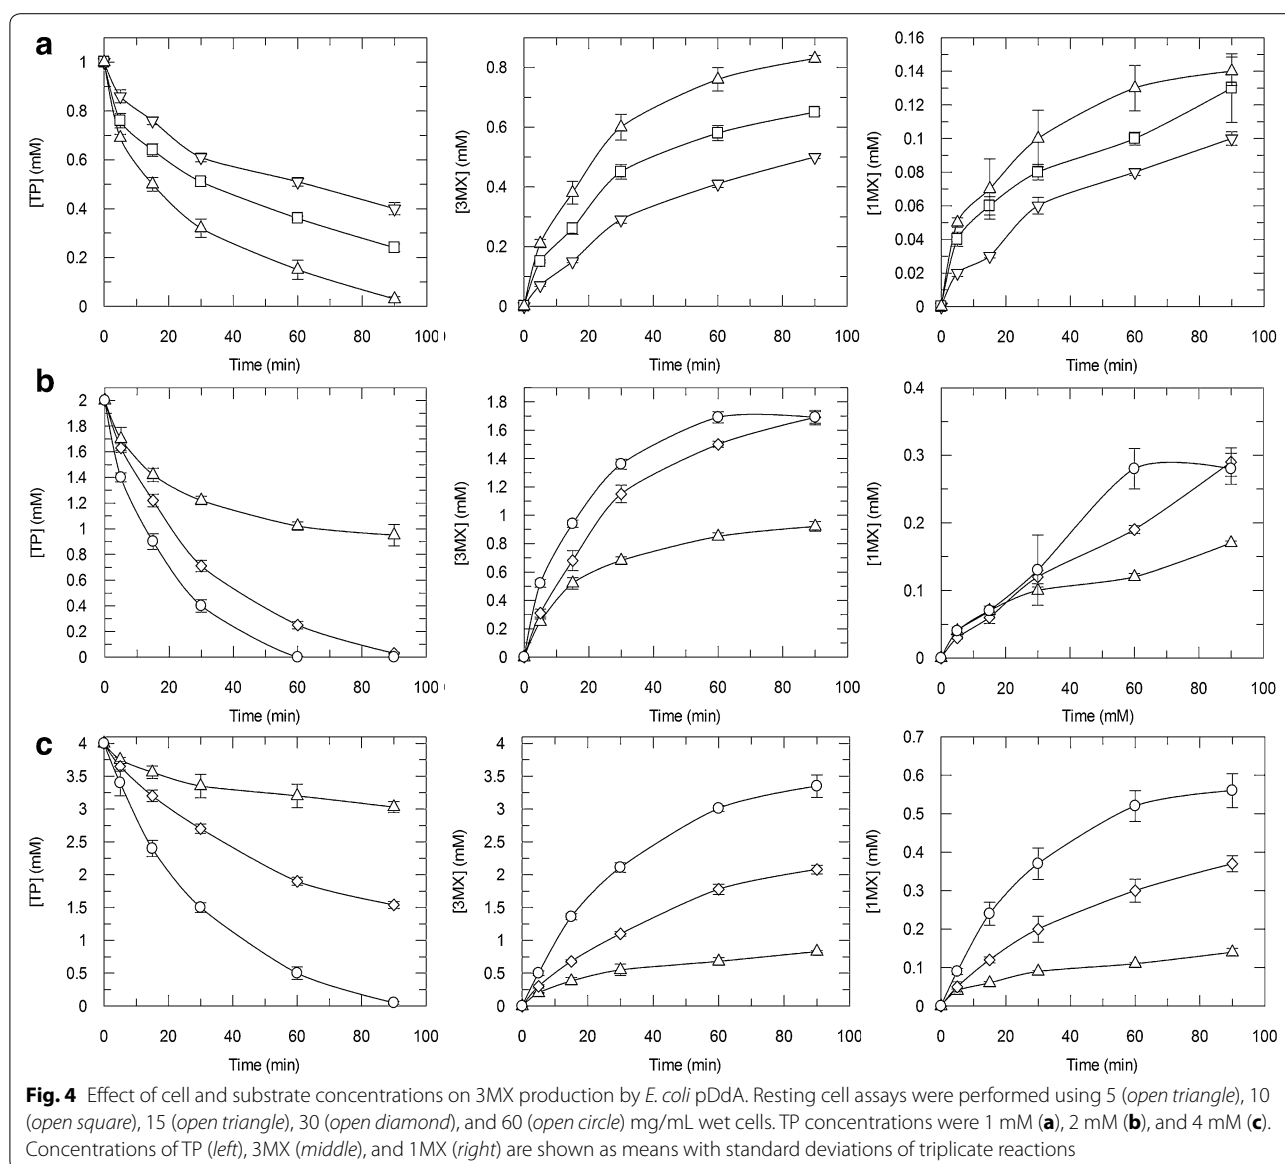 a
1
0.8
0.6
0.4
0.2
0
[TP] (mM)
0 20 40 60 80 100
Time (min)
0.8
0.6
0.4
0.2
0
[3MX] (mM)
0 20 40 60 80 100
Time (min)
0.16
0.14
0.12
0.1
0.08
0.06
0.04
0.02
0
[1MX] (mM)
0 20 40 60 80 100
Time (min)
b
2
1.8
1.6
1.4
1.2
1
0.8
0.6
0.4
0.2
0
[TP] (mM)
0 20 40 60 80 100
Time (min)
1.8
1.6
1.4
1.2
1
0.8
0.6
0.4
0.2
0
[3MX] (mM)
0 20 40 60 80 100
Time (min)
0.4
0.3
0.2
0.1
0
[1MX] (mM)
0 20 40 60 80 100
Time (mM)
c
4
3.5
3
2.5
2
1.5
1
0.5
0
[TP] (mM)
0 20 40 60 80 100
Time (min)
4
3.5
3
2.5
2
1.5
1
0.5
0
[3MX] (mM)
0 20 40 60 80 100
Time (min)
0.7
0.6
0.5
0.4
0.3
0.2
0.1
0
[1MX] (mM)
0 20 40 60 80 100
Time (min)
Fig. 4 Effect of cell and substrate concentrations on 3MX production by E. coli pDdA. Resting cell assays were performed using 5 (open triangle), 10
(open square), 15 (open triangle), 30 (open diamond), and 60 (open circle) mg/mL wet cells. TP concentrations were 1 mM (a), 2 mM (b), and 4 mM (c).
Concentrations of TP (left), 3MX (middle), and 1MX (right) are shown as means with standard deviations of triplicate reactions